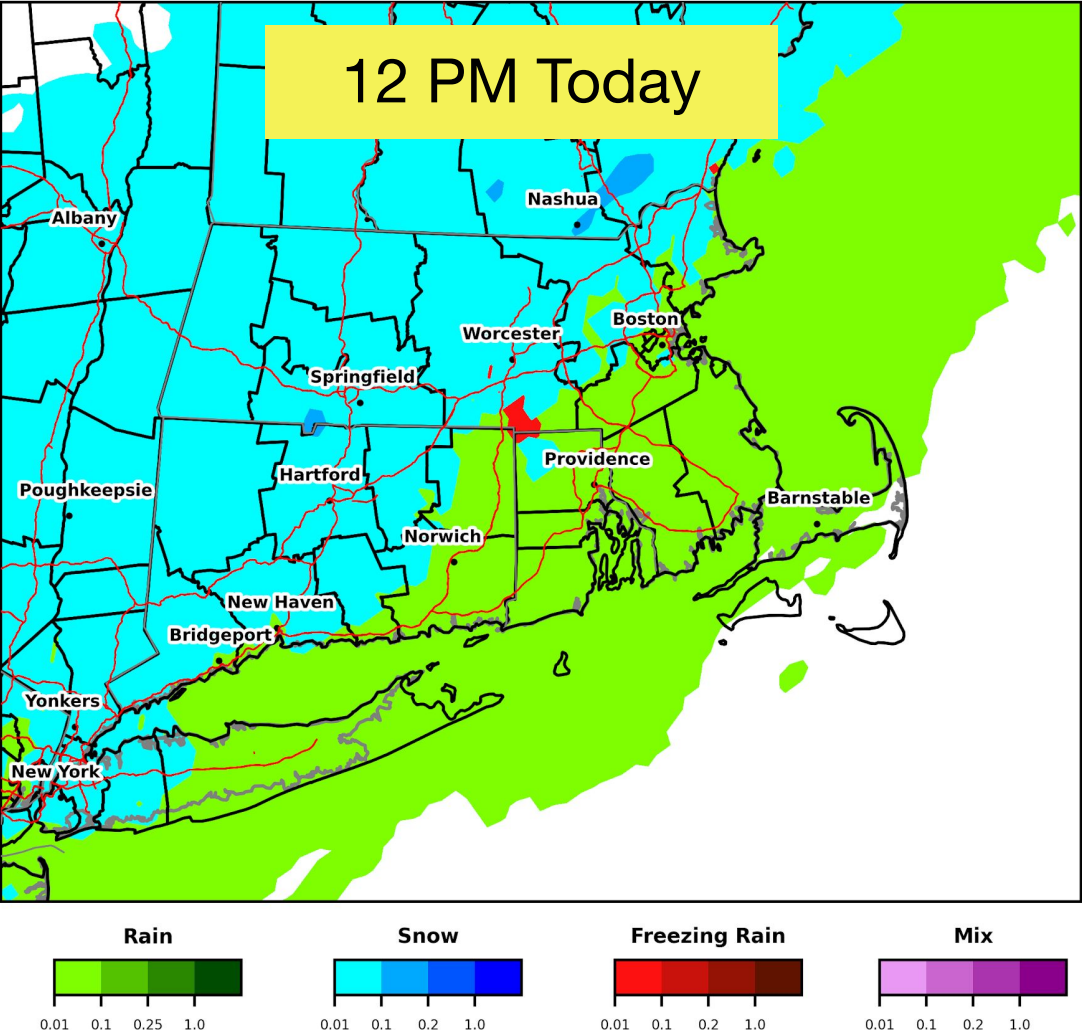 12 PM Today
Nashua
Albany
Boston
Worcester
Springfield
Providence
Hartford
Poughkeepsie
Barnstable
Norwich
New Haven
Bridgeport
Yonkers
New York
Rain Snow Freezing Rain Mix
0.01 0.1 0.25 1.0 0.01 0.1 0.2 1.0 0.01 0.1 0.2 1.0 0.01 0.1 0.2 1.0